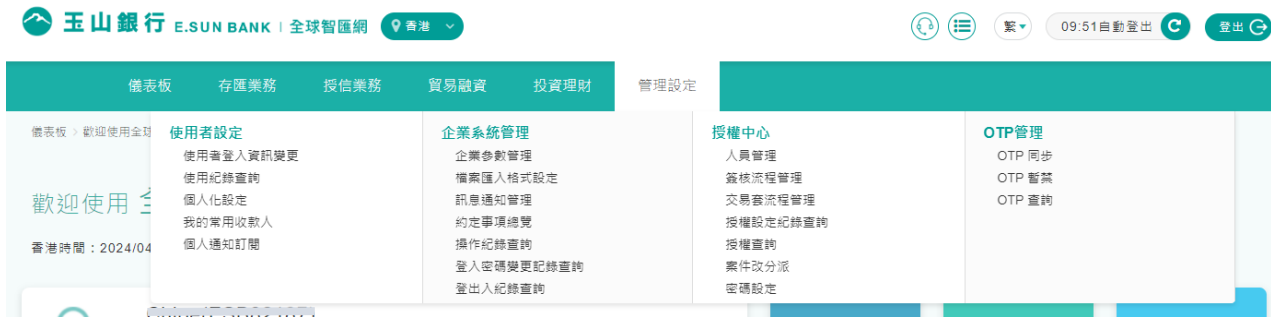 玉山銀行 E.SUN BANK | 全球智匯網 香港
繁 09:51自動登出 登出
儀表板 存匯業務 授信業務 貿易融資 投資理財 管理設定
儀表板 > 歡迎使用全球
歡迎使用
香港時間：2024/04
使用者設定
使用者登入資訊變更
使用紀錄查詢
個人化設定
我的常用收款人
個人通知訂閱
企業系統管理
企業參數管理
檔案匯入格式設定
訊息通知管理
約定事項總覽
操作紀錄查詢
登入密碼變更記錄查詢
登出入紀錄查詢
授權中心
人員管理
簽核流程管理
交易套流程管理
授權設定紀錄查詢
授權查詢
案件改分派
密碼設定
OTP管理
OTP 同步
OTP 暫禁
OTP 查詢